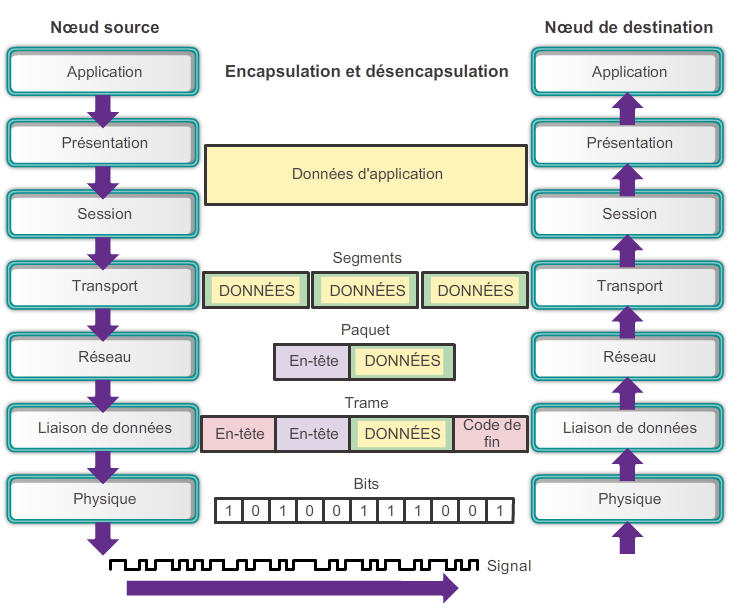 Nœud source
Nœud de destination
Application
Encapsulation et désencapsulation
Application
Présentation
Données d'application
Présentation
Session
Session
Segments
Transport
DONNÉES DONNÉES DONNÉES
Transport
Paquet
Réseau
En-tête DONNÉES
Réseau
Trame
Liaison de données
En-tête En-tête DONNÉES Code de
fin
Liaison de données
Bits
Physique
1 0 1 0 0 1 1 1 0 0 1
Physique
Signal